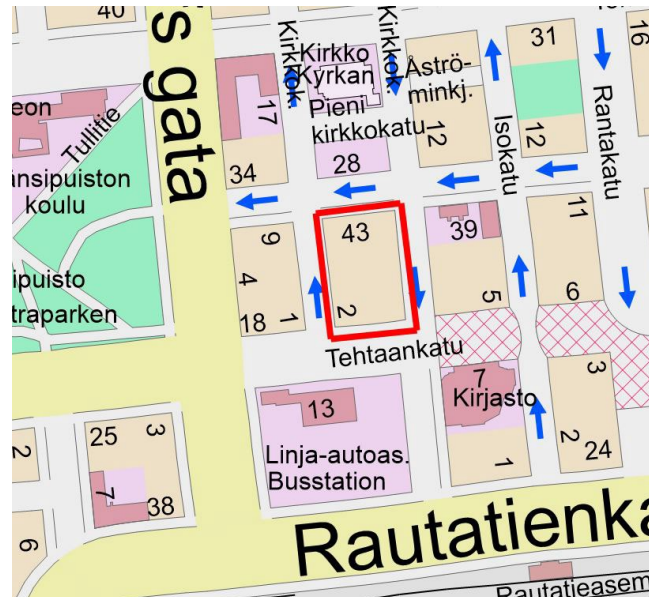 40
s gata
Kirkkok.
Kirkko
Kyrkan
Kirkkok.
Aströ-
minkj.
31
16
eon
Tullitie
17
Pieni
kirkkokatu
12
Isokatu
12
Rantakatu
ansipuiston
koulu
34
28
9
43
39
11
4
ipuisto
traparken
18
1
2
5
6
Tehtaankatu
7
Kirjasto
3
13
25
3
2
Linja-autoas.
Busstation
2
24
1
7
38
6
Rautatienka
Rautatieasem